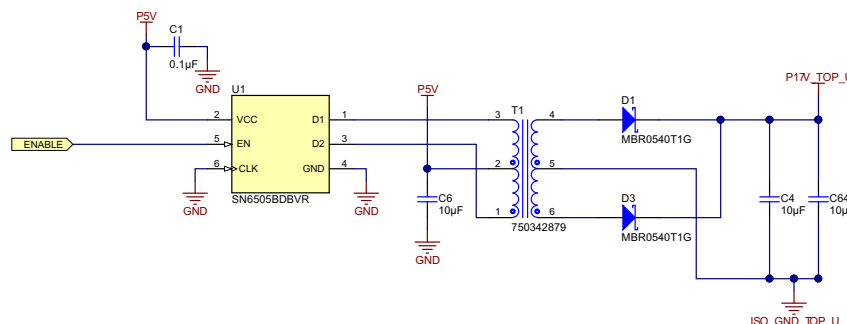 P5V
C1
0.1µF
GND
U1
2
VCC
D1
1
ENABLE
5
EN
D2
3
6
CLK
GND
4
GND
GND
SN6505BDBVR
P5V
C6
10µF
GND
T1
3
4
2
5
1
6
750342879
D1
MBR0540T1G
D3
MBR0540T1G
P17V_TOP_U
C4
10µF
C64
10µF
ISO_GND_TOP_U